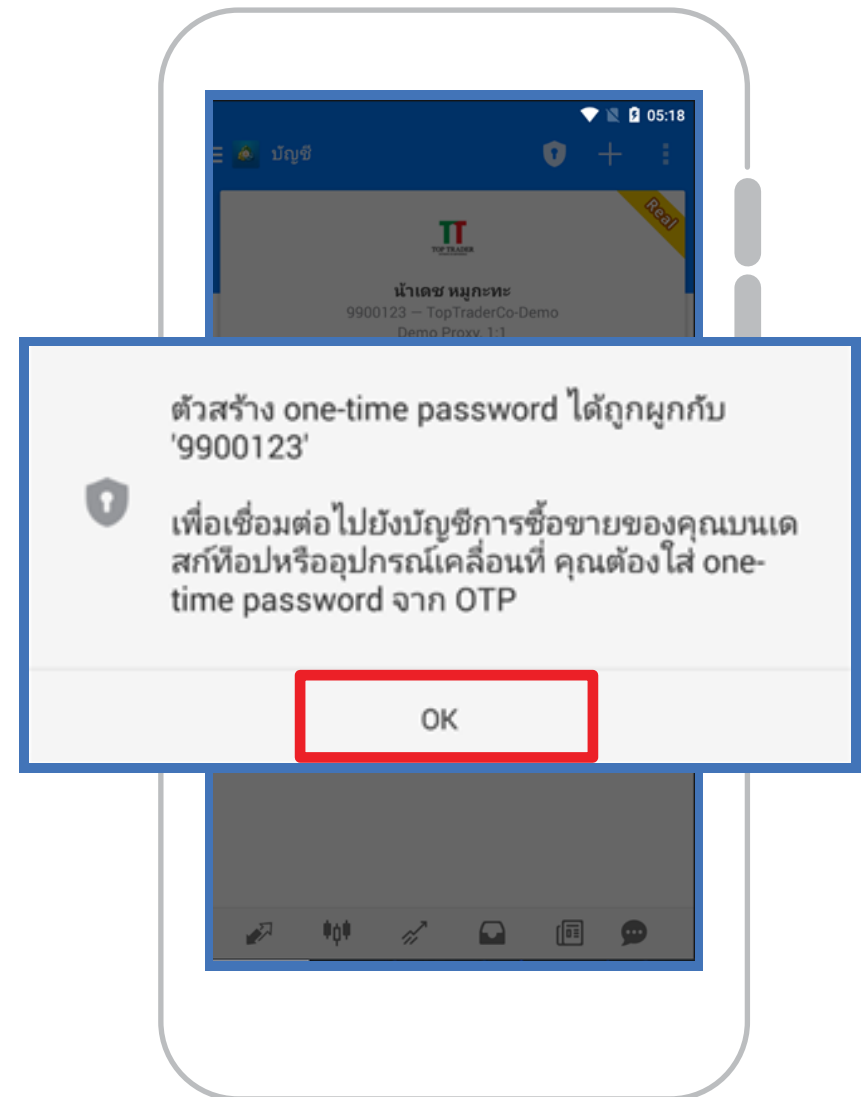 05:18
บัญชี
Real
TT
TOP TRADER
น้าเดช หมูกะทะ
9900123 — TopTraderCo-Demo
Demo Proxy, 1:1
ตัวสร้าง one-time password ได้ถูกผูกกับ
'9900123'
เพื่อเชื่อมต่อไปยังบัญชีการซื้อขายของคุณบนเด
สก์ท็อปหรืออุปกรณ์เคลื่อนที่ คุณต้องใส่ one-
time password จาก OTP
OK